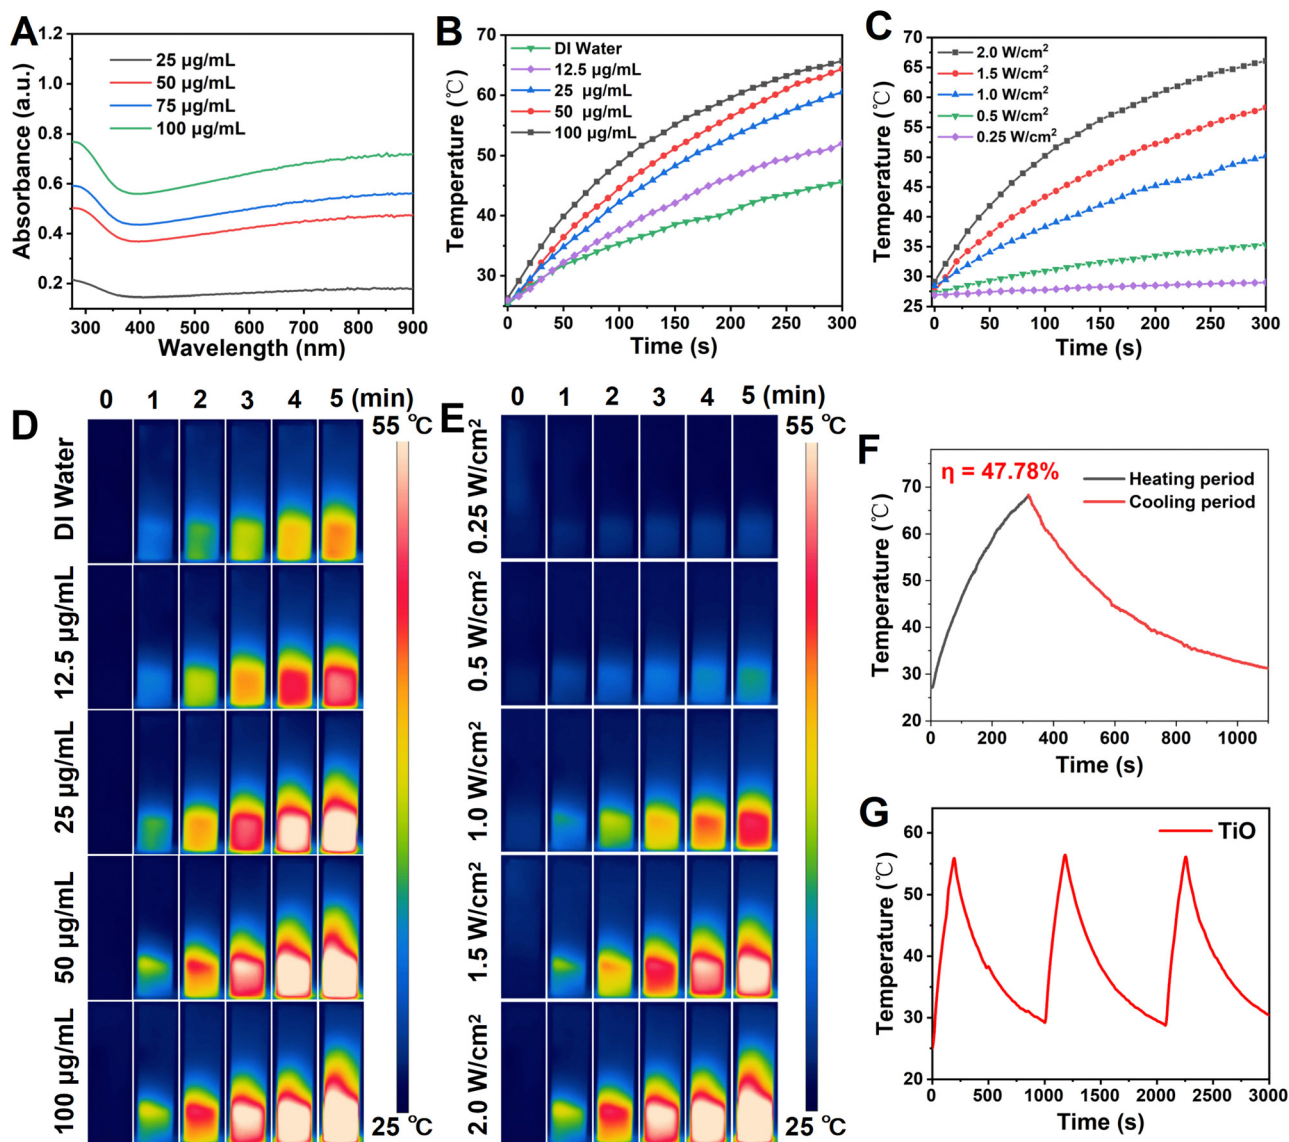 A
Absorbance (a.u.)
1.2
1.0
0.8
0.6
0.4
0.2
25 µg/mL
50 µg/mL
75 µg/mL
100 µg/mL
300 400 500 600 700 800 900
Wavelength (nm)
B
Temperature (℃)
70
60
50
40
30
DI Water
12.5 µg/mL
25 µg/mL
50 µg/mL
100 µg/mL
0 50 100 150 200 250 300
Time (s)
C
Temperature (℃)
70
65
60
55
50
45
40
35
30
25
2.0 W/cm²
1.5 W/cm²
1.0 W/cm²
0.5 W/cm²
0.25 W/cm²
0 50 100 150 200 250 300
Time (s)
D
0 1 2 3 4 5 (min)
DI Water
12.5 µg/mL
25 µg/mL
50 µg/mL
100 µg/mL
55 ℃
25 ℃
E
0 1 2 3 4 5 (min)
0.25 W/cm²
0.5 W/cm²
1.0 W/cm²
1.5 W/cm²
2.0 W/cm²
55 ℃
25 ℃
F
Temperature (℃)
70
60
50
40
30
20
η = 47.78%
Heating period
Cooling period
0 200 400 600 800 1000
Time (s)
G
Temperature (℃)
60
50
40
30
20
TiO
0 500 1000 1500 2000 2500 3000
Time (s)